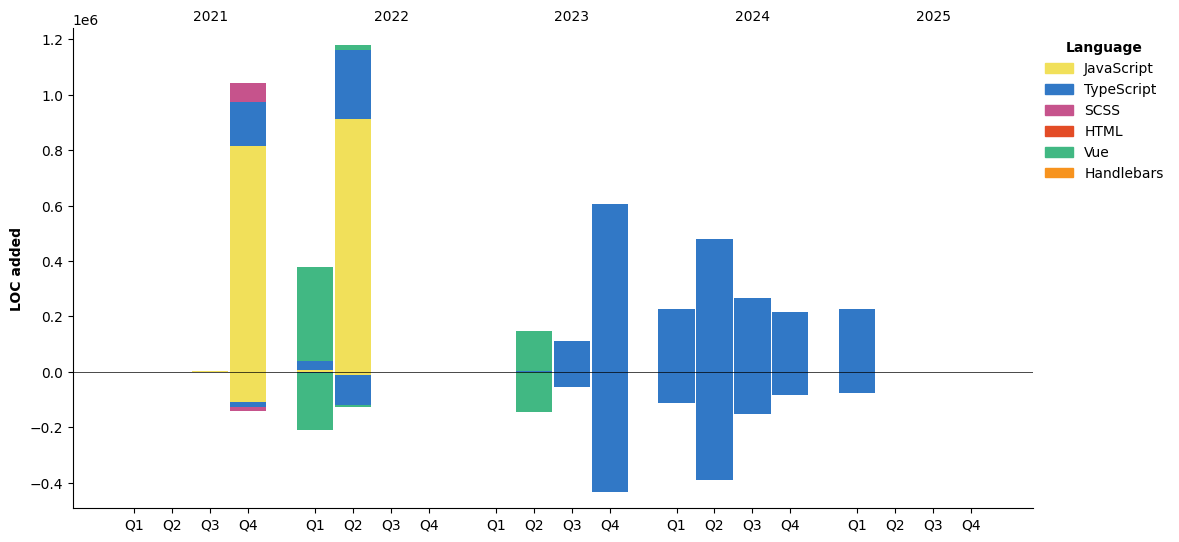 1e6
2021 2022 2023 2024 2025
1.2
1.0
0.8
0.6
0.4
0.2
0.0
−0.2
−0.4
LOC added
Q1 Q2 Q3 Q4 Q1 Q2 Q3 Q4 Q1 Q2 Q3 Q4 Q1 Q2 Q3 Q4 Q1 Q2 Q3 Q4
Language
JavaScript
TypeScript
SCSS
HTML
Vue
Handlebars